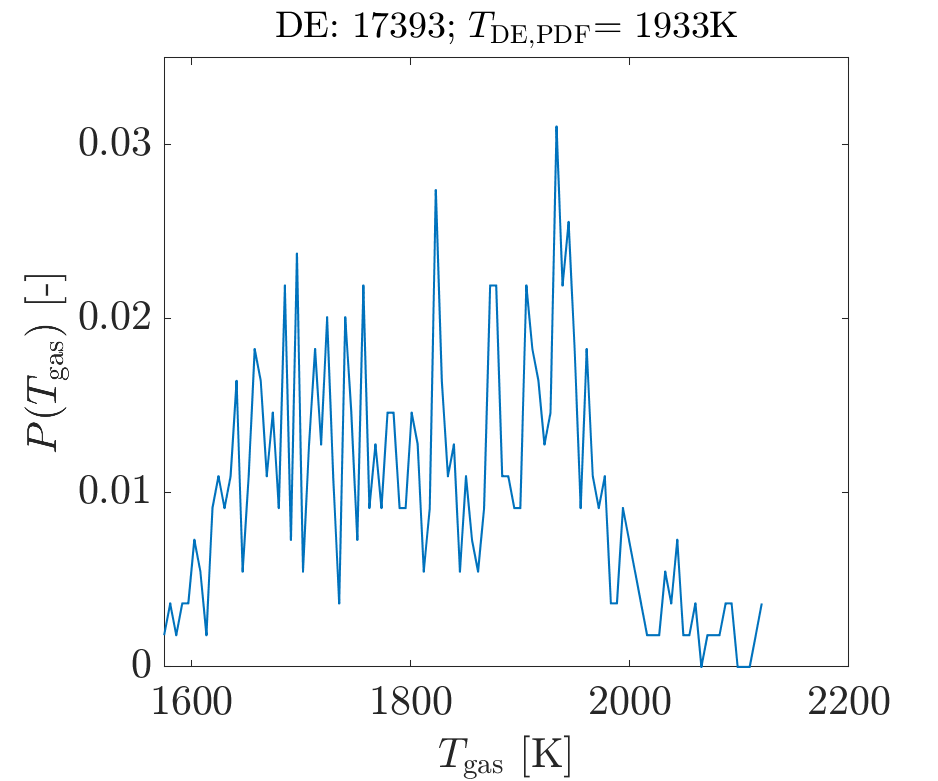 DE: 17393; T_DE,PDF= 1933K
0.03
0.02
0.01
0
P(T_gas) [-]
1600 1800 2000 2200
T_gas [K]